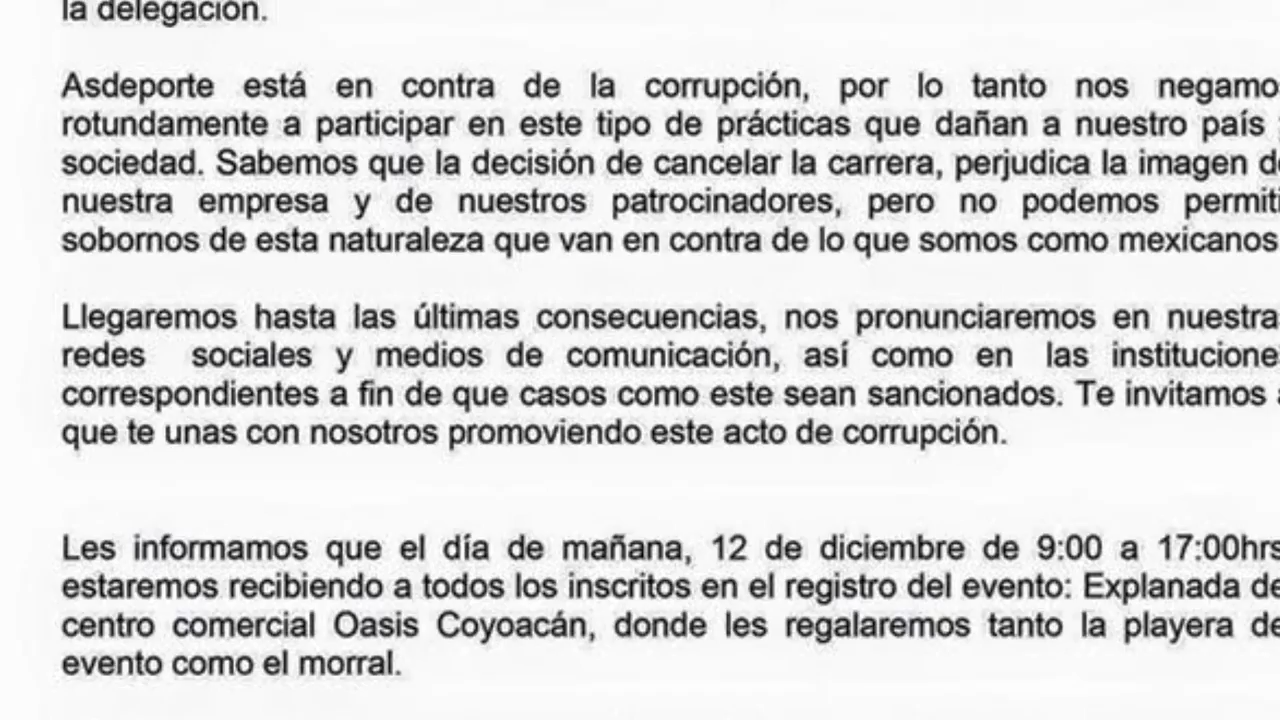 la delegación.
Asdeporte está en contra de la corrupción, por lo tanto nos
rotundamente a participar en este tipo de prácticas que dañan a nuestro país
sociedad. Sabemos que la decisión de cancelar la carrera, perjudica la imagen
nuestra empresa y de nuestros patrocinadores, pero no podemos
sobornos de esta naturaleza que van en contra de lo que somos como mexicanos
Llegaremos hasta las últimas consecuencias, nos pronunciaremos en
redes sociales y medios de comunicación, así como en las
correspondientes a fin de que casos como este sean sancionados. Te invitamos
que te unas con nosotros promoviendo este acto de corrupción.
Les informamos que el día de mañana, 12 de diciembre de 9:00 a 17:00hrs
estaremos recibiendo a todos los inscritos en el registro del evento: Explanada
centro comercial Oasis Coyoacán, donde les regalaremos tanto la playera
evento como el morral.